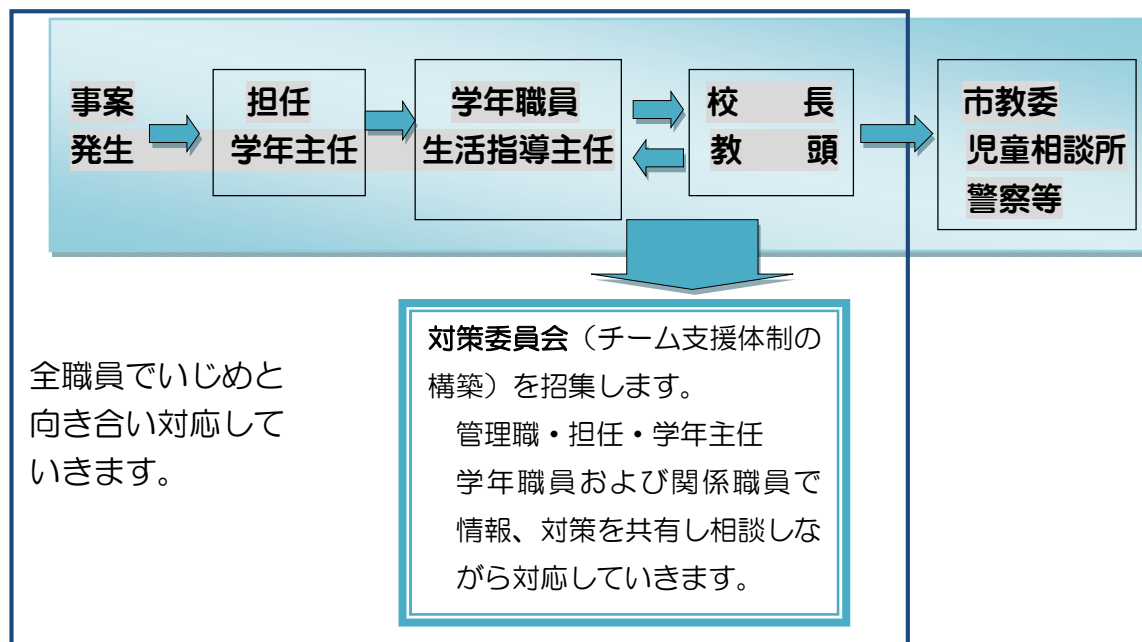 事案
発生
担任
学年主任
学年職員
生活指導主任
校　　長
教　　頭
市教委
児童相談所
警察等
全職員でいじめと
向き合い対応して
いきます。
対策委員会（チーム支援体制の
構築）を招集します。
管理職・担任・学年主任
学年職員および関係職員で
情報、対策を共有し相談しな
がら対応していきます。